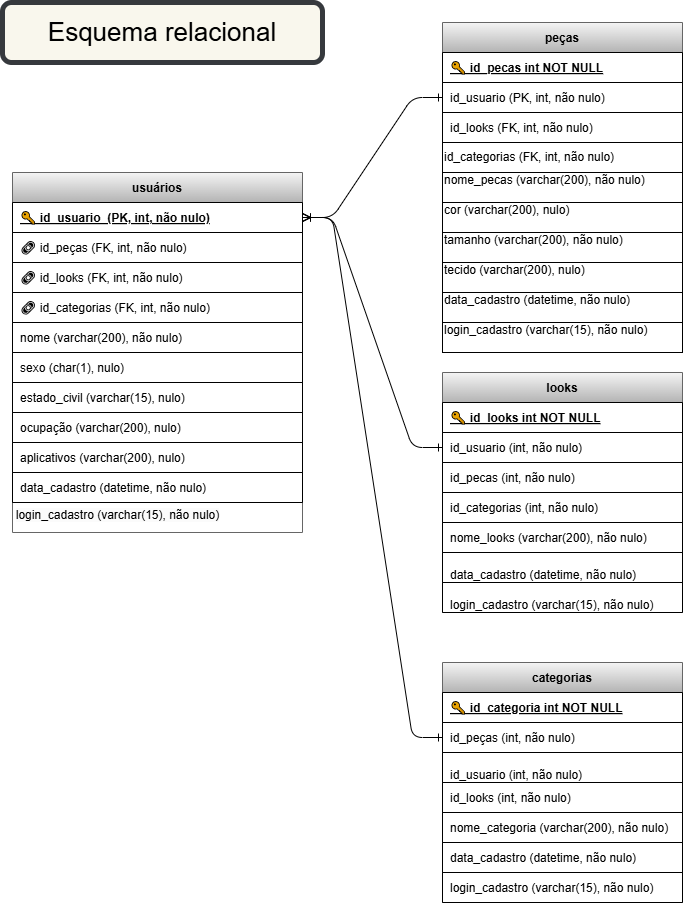 Esquema relacional
usuários
id_usuario (PK, int, não nulo)
id_peças (FK, int, não nulo)
id_looks (FK, int, não nulo)
id_categorias (FK, int, não nulo)
nome (varchar(200), não nulo)
sexo (char(1), nulo)
estado_civil (varchar(15), nulo)
ocupação (varchar(200), nulo)
aplicativos (varchar(200), nulo)
data_cadastro (datetime, não nulo)
login_cadastro (varchar(15), não nulo)
peças
id_pecas int NOT NULL
id_usuario (PK, int, não nulo)
id_looks (FK, int, não nulo)
id_categorias (FK, int, não nulo)
nome_pecas (varchar(200), não nulo)
cor (varchar(200), nulo)
tamanho (varchar(200), não nulo)
tecido (varchar(200), nulo)
data_cadastro (datetime, não nulo)
login_cadastro (varchar(15), não nulo)
looks
id_looks int NOT NULL
id_usuario (int, não nulo)
id_pecas (int, não nulo)
id_categorias (int, não nulo)
nome_looks (varchar(200), não nulo)
data_cadastro (datetime, não nulo)
login_cadastro (varchar(15), não nulo)
categorias
id_categoria int NOT NULL
id_peças (int, não nulo)
id_usuario (int, não nulo)
id_looks (int, não nulo)
nome_categoria (varchar(200), não nulo)
data_cadastro (datetime, não nulo)
login_cadastro (varchar(15), não nulo)